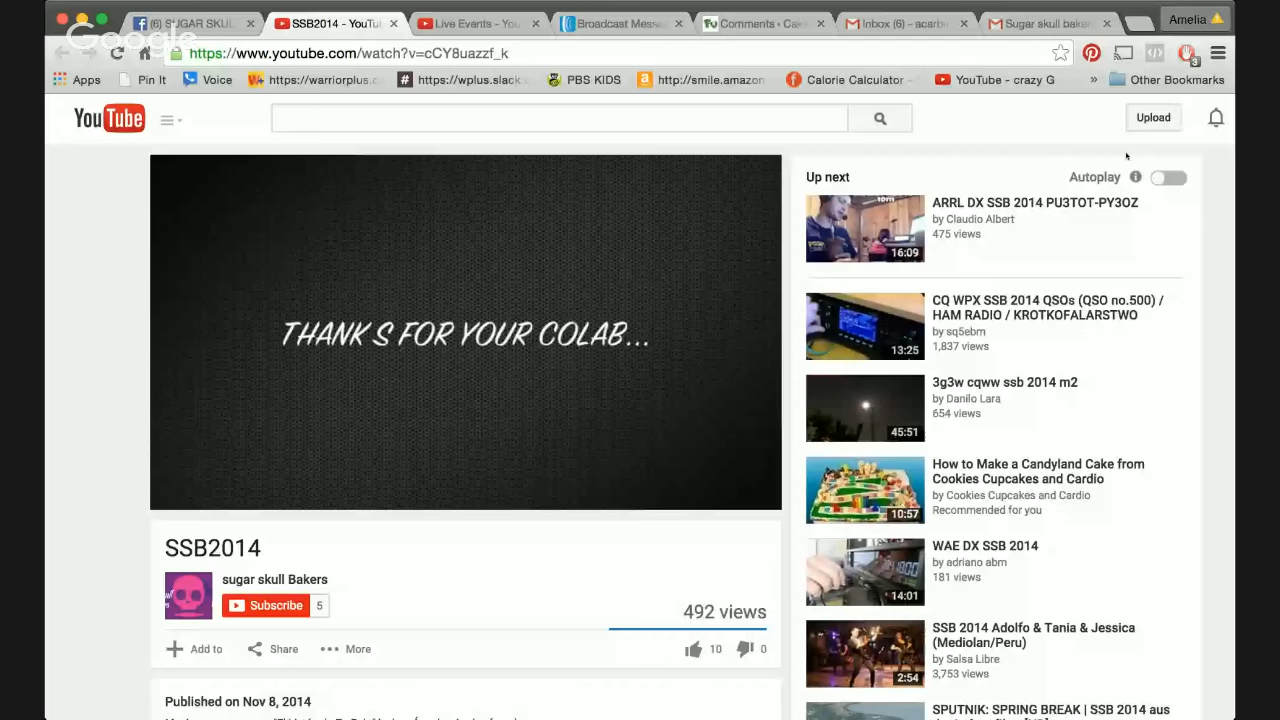 (6) SUGAR SKUL
SSB2014 - YouTu
Live Events - You
Broadcast Mess
Comments • Cak
Inbox (6) - acarb
Sugar skull baker
Amelia
Google
https://www.youtube.com/watch?v=cCY8uazzf_k
3
Apps
Pin It
Voice
https://warriorplus.c
https://wplus.slack.
PBS KIDS
http://smile.amazon
Calorie Calculator -
YouTube - crazy G
»
Other Bookmarks
YouTube
Upload
THANK S FOR YOUR COLAB...
SSB2014
sugar skull Bakers
Subscribe 5
492 views
Add to
Share
More
10
0
Published on Nov 8, 2014
Up next
Autoplay
16:09
ARRL DX SSB 2014 PU3TOT-PY3OZ
by Claudio Albert
475 views
13:25
CQ WPX SSB 2014 QSOs (QSO no.500) /
HAM RADIO / KROTKOFALARSTWO
by sq5ebm
1,837 views
45:51
3g3w cqww ssb 2014 m2
by Danilo Lara
654 views
10:57
How to Make a Candyland Cake from
Cookies Cupcakes and Cardio
by Cookies Cupcakes and Cardio
Recommended for you
14:01
WAE DX SSB 2014
by adriano abm
181 views
2:54
SSB 2014 Adolfo & Tania & Jessica
(Mediolan/Peru)
by Salsa Libre
3,753 views
SPUTNIK: SPRING BREAK | SSB 2014 aus